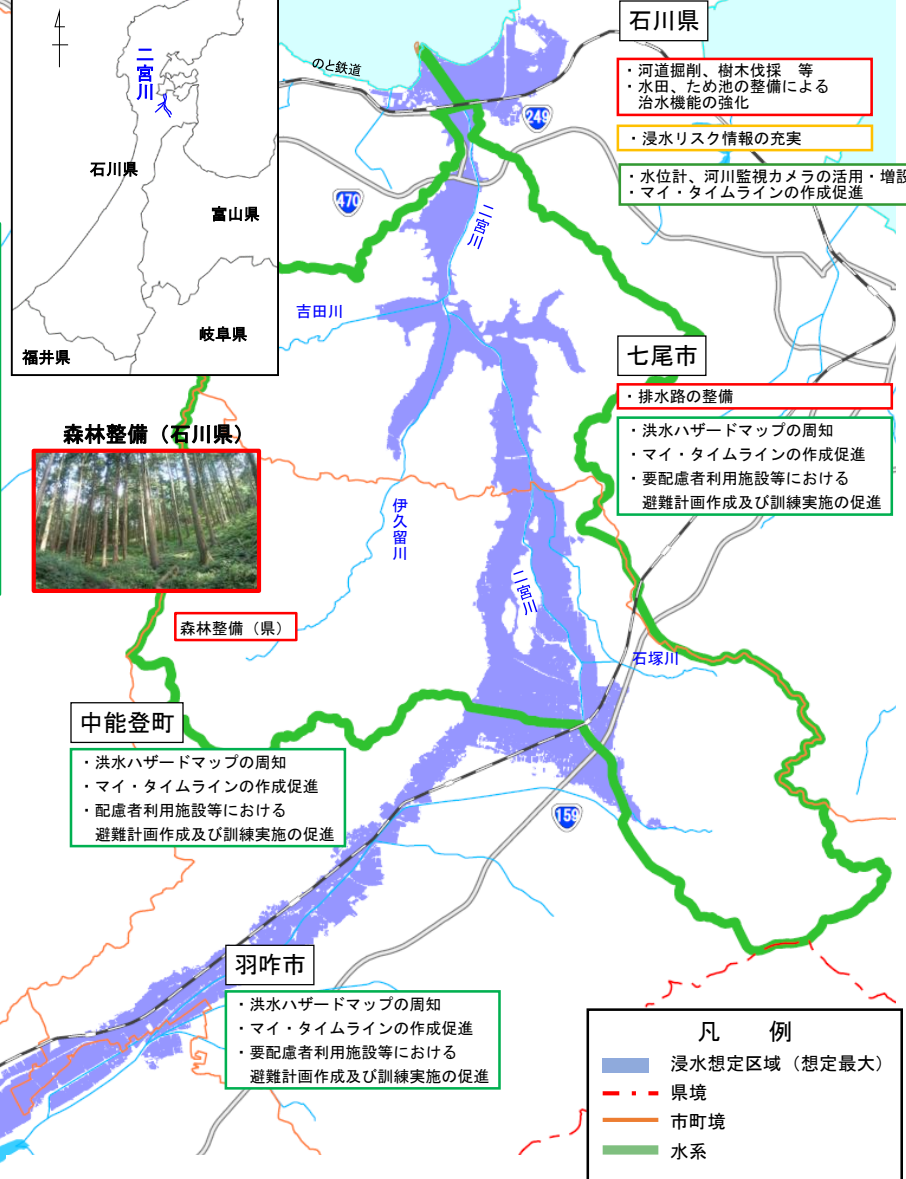 二宮川
石川県
富山県
岐阜県
福井県
のと鉄道
249
470
二宮川
吉田川
伊久留川
二宮川
石塚川
159
石川県
・河道掘削、樹木伐採　等
・水田、ため池の整備による
治水機能の強化
・浸水リスク情報の充実
・水位計、河川監視カメラの活用・増設
・マイ・タイムラインの作成促進
七尾市
・排水路の整備
・洪水ハザードマップの周知
・マイ・タイムラインの作成促進
・要配慮者利用施設等における
避難計画作成及び訓練実施の促進
森林整備（石川県）
森林整備（県）
中能登町
・洪水ハザードマップの周知
・マイ・タイムラインの作成促進
・配慮者利用施設等における
避難計画作成及び訓練実施の促進
羽咋市
・洪水ハザードマップの周知
・マイ・タイムラインの作成促進
・要配慮者利用施設等における
避難計画作成及び訓練実施の促進
凡　例
浸水想定区域（想定最大）
県境
市町境
水系